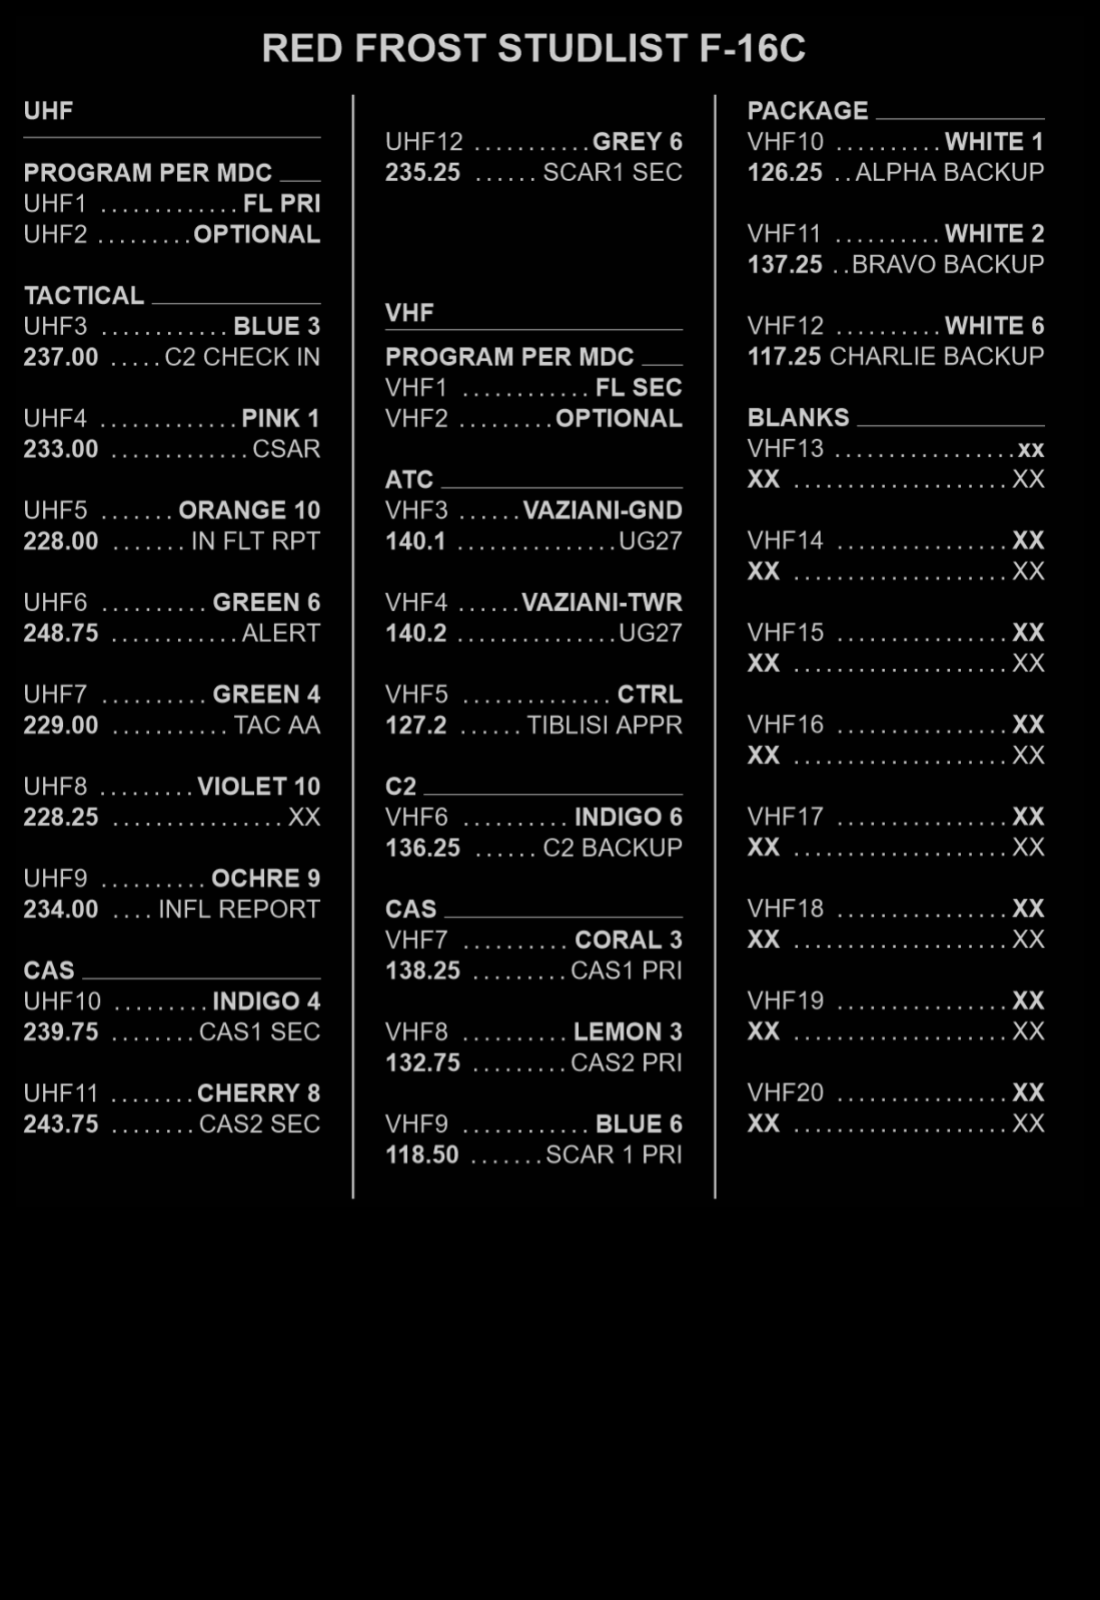 RED FROST STUDLIST F-16C
UHF
PROGRAM PER MDC
UHF1 ............. FL PRI
UHF2 ......... OPTIONAL
TACTICAL
UHF3 ............ BLUE 3
237.00 ..... C2 CHECK IN
UHF4 ............. PINK 1
233.00 ............. CSAR
UHF5 ....... ORANGE 10
228.00 ....... IN FLT RPT
UHF6 .......... GREEN 6
248.75 ............ ALERT
UHF7 .......... GREEN 4
229.00 ........... TAC AA
UHF8 ......... VIOLET 10
228.25 ................ XX
UHF9 .......... OCHRE 9
234.00 .... INFL REPORT
CAS
UHF10 ......... INDIGO 4
239.75 ........ CAS1 SEC
UHF11 ........ CHERRY 8
243.75 ........ CAS2 SEC
UHF12 ........... GREY 6
235.25 ...... SCAR1 SEC
VHF
PROGRAM PER MDC
VHF1 ............ FL SEC
VHF2 ......... OPTIONAL
ATC
VHF3 ...... VAZIANI-GND
140.1 ............... UG27
VHF4 ...... VAZIANI-TWR
140.2 ............... UG27
VHF5 .............. CTRL
127.2 ...... TIBLISI APPR
C2
VHF6 .......... INDIGO 6
136.25 ...... C2 BACKUP
CAS
VHF7 .......... CORAL 3
138.25 ......... CAS1 PRI
VHF8 .......... LEMON 3
132.75 ......... CAS2 PRI
VHF9 ............ BLUE 6
118.50 ....... SCAR 1 PRI
PACKAGE
VHF10 .......... WHITE 1
126.25 .. ALPHA BACKUP
VHF11 .......... WHITE 2
137.25 .. BRAVO BACKUP
VHF12 .......... WHITE 6
117.25 CHARLIE BACKUP
BLANKS
VHF13 ................. xx
XX .................... XX
VHF14 ................ XX
XX .................... XX
VHF15 ................ XX
XX .................... XX
VHF16 ................ XX
XX .................... XX
VHF17 ................ XX
XX .................... XX
VHF18 ................ XX
XX .................... XX
VHF19 ................ XX
XX .................... XX
VHF20 ................ XX
XX .................... XX